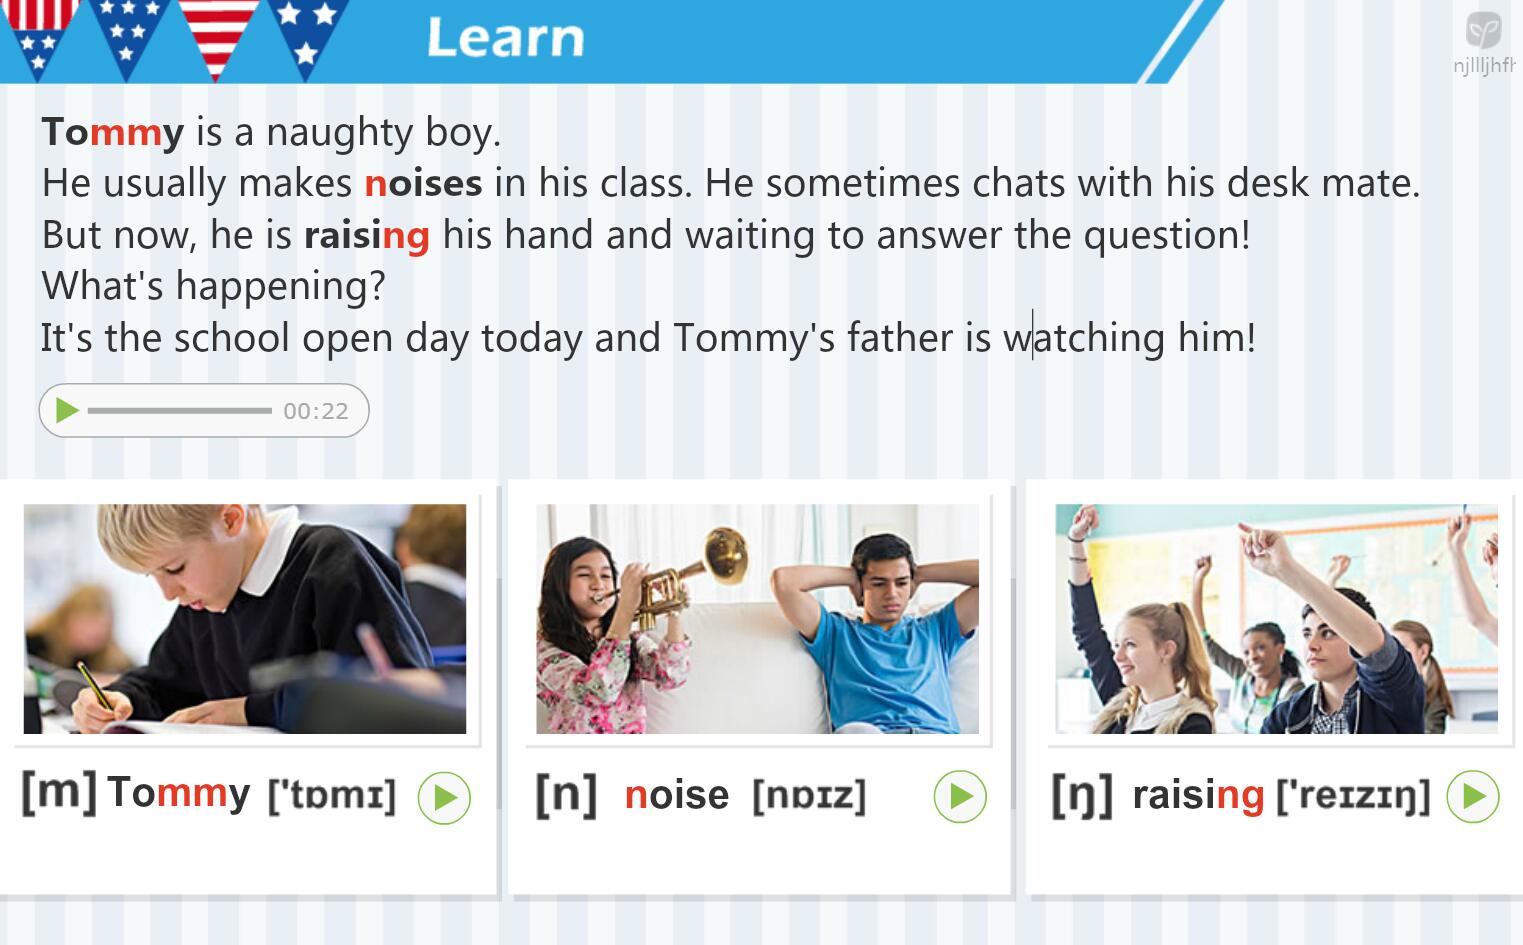 Learn
njllljhfh
Tommy is a naughty boy.
He usually makes noises in his class. He sometimes chats with his desk mate.
But now, he is raising his hand and waiting to answer the question!
What's happening?
It's the school open day today and Tommy's father is watching him!
00:22
[m] Tommy ['tɒmɪ]
[n] noise [nɒɪz]
[ŋ] raising ['reɪzɪŋ]